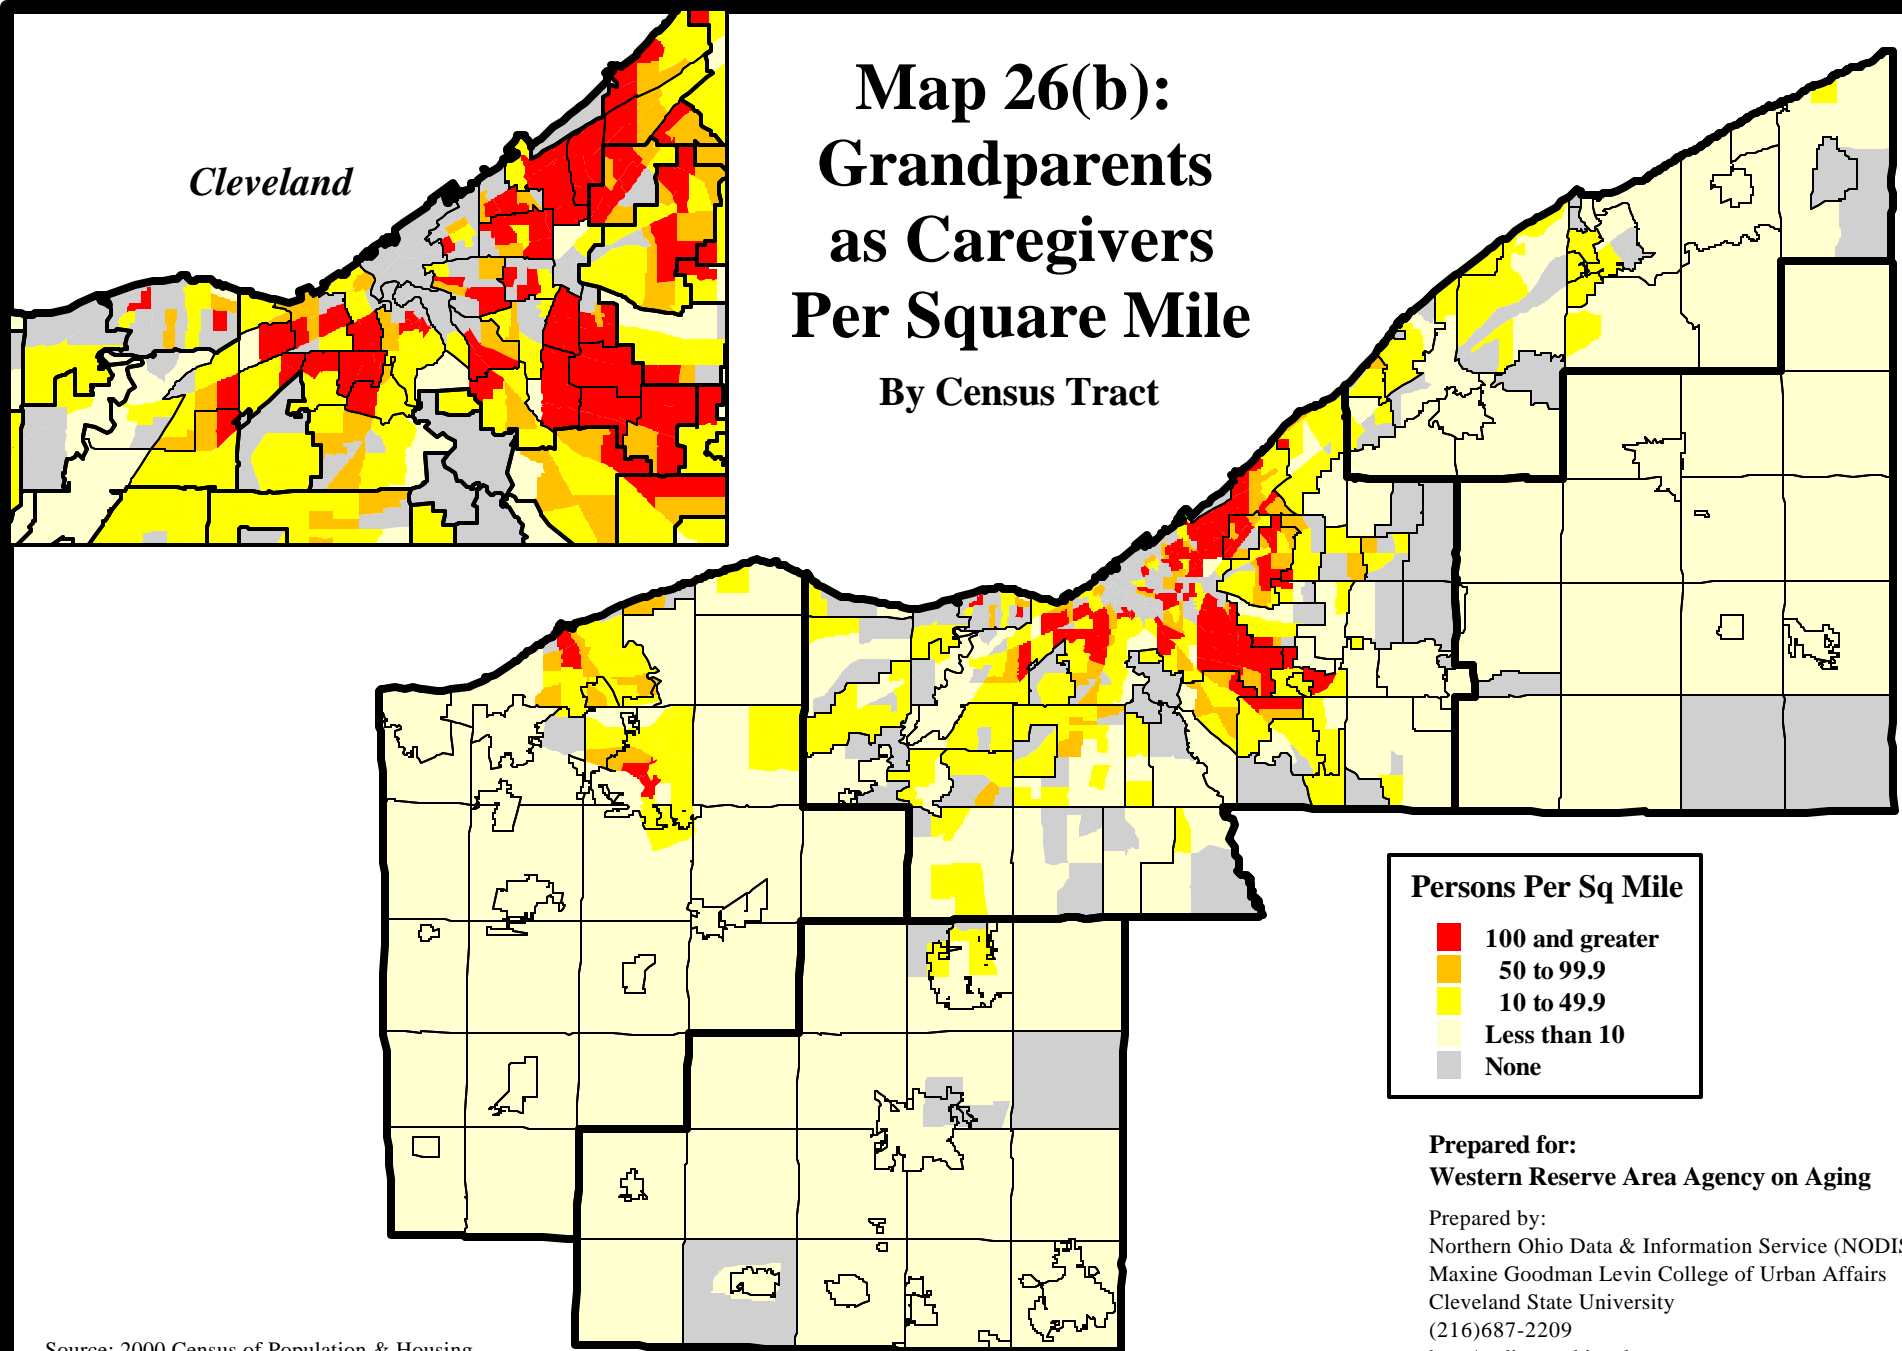 Map 26(b):
Grandparents
as Caregivers
Per Square Mile
By Census Tract
Cleveland
Persons Per Sq Mile
100 and greater
50 to 99.9
10 to 49.9
Less than 10
None
Prepared for:
Western Reserve Area Agency on Aging
Prepared by:
Northern Ohio Data & Information Service (NODIS
Maxine Goodman Levin College of Urban Affairs
Cleveland State University
(216)687-2209
Source: 2000 Census of Population & Housing